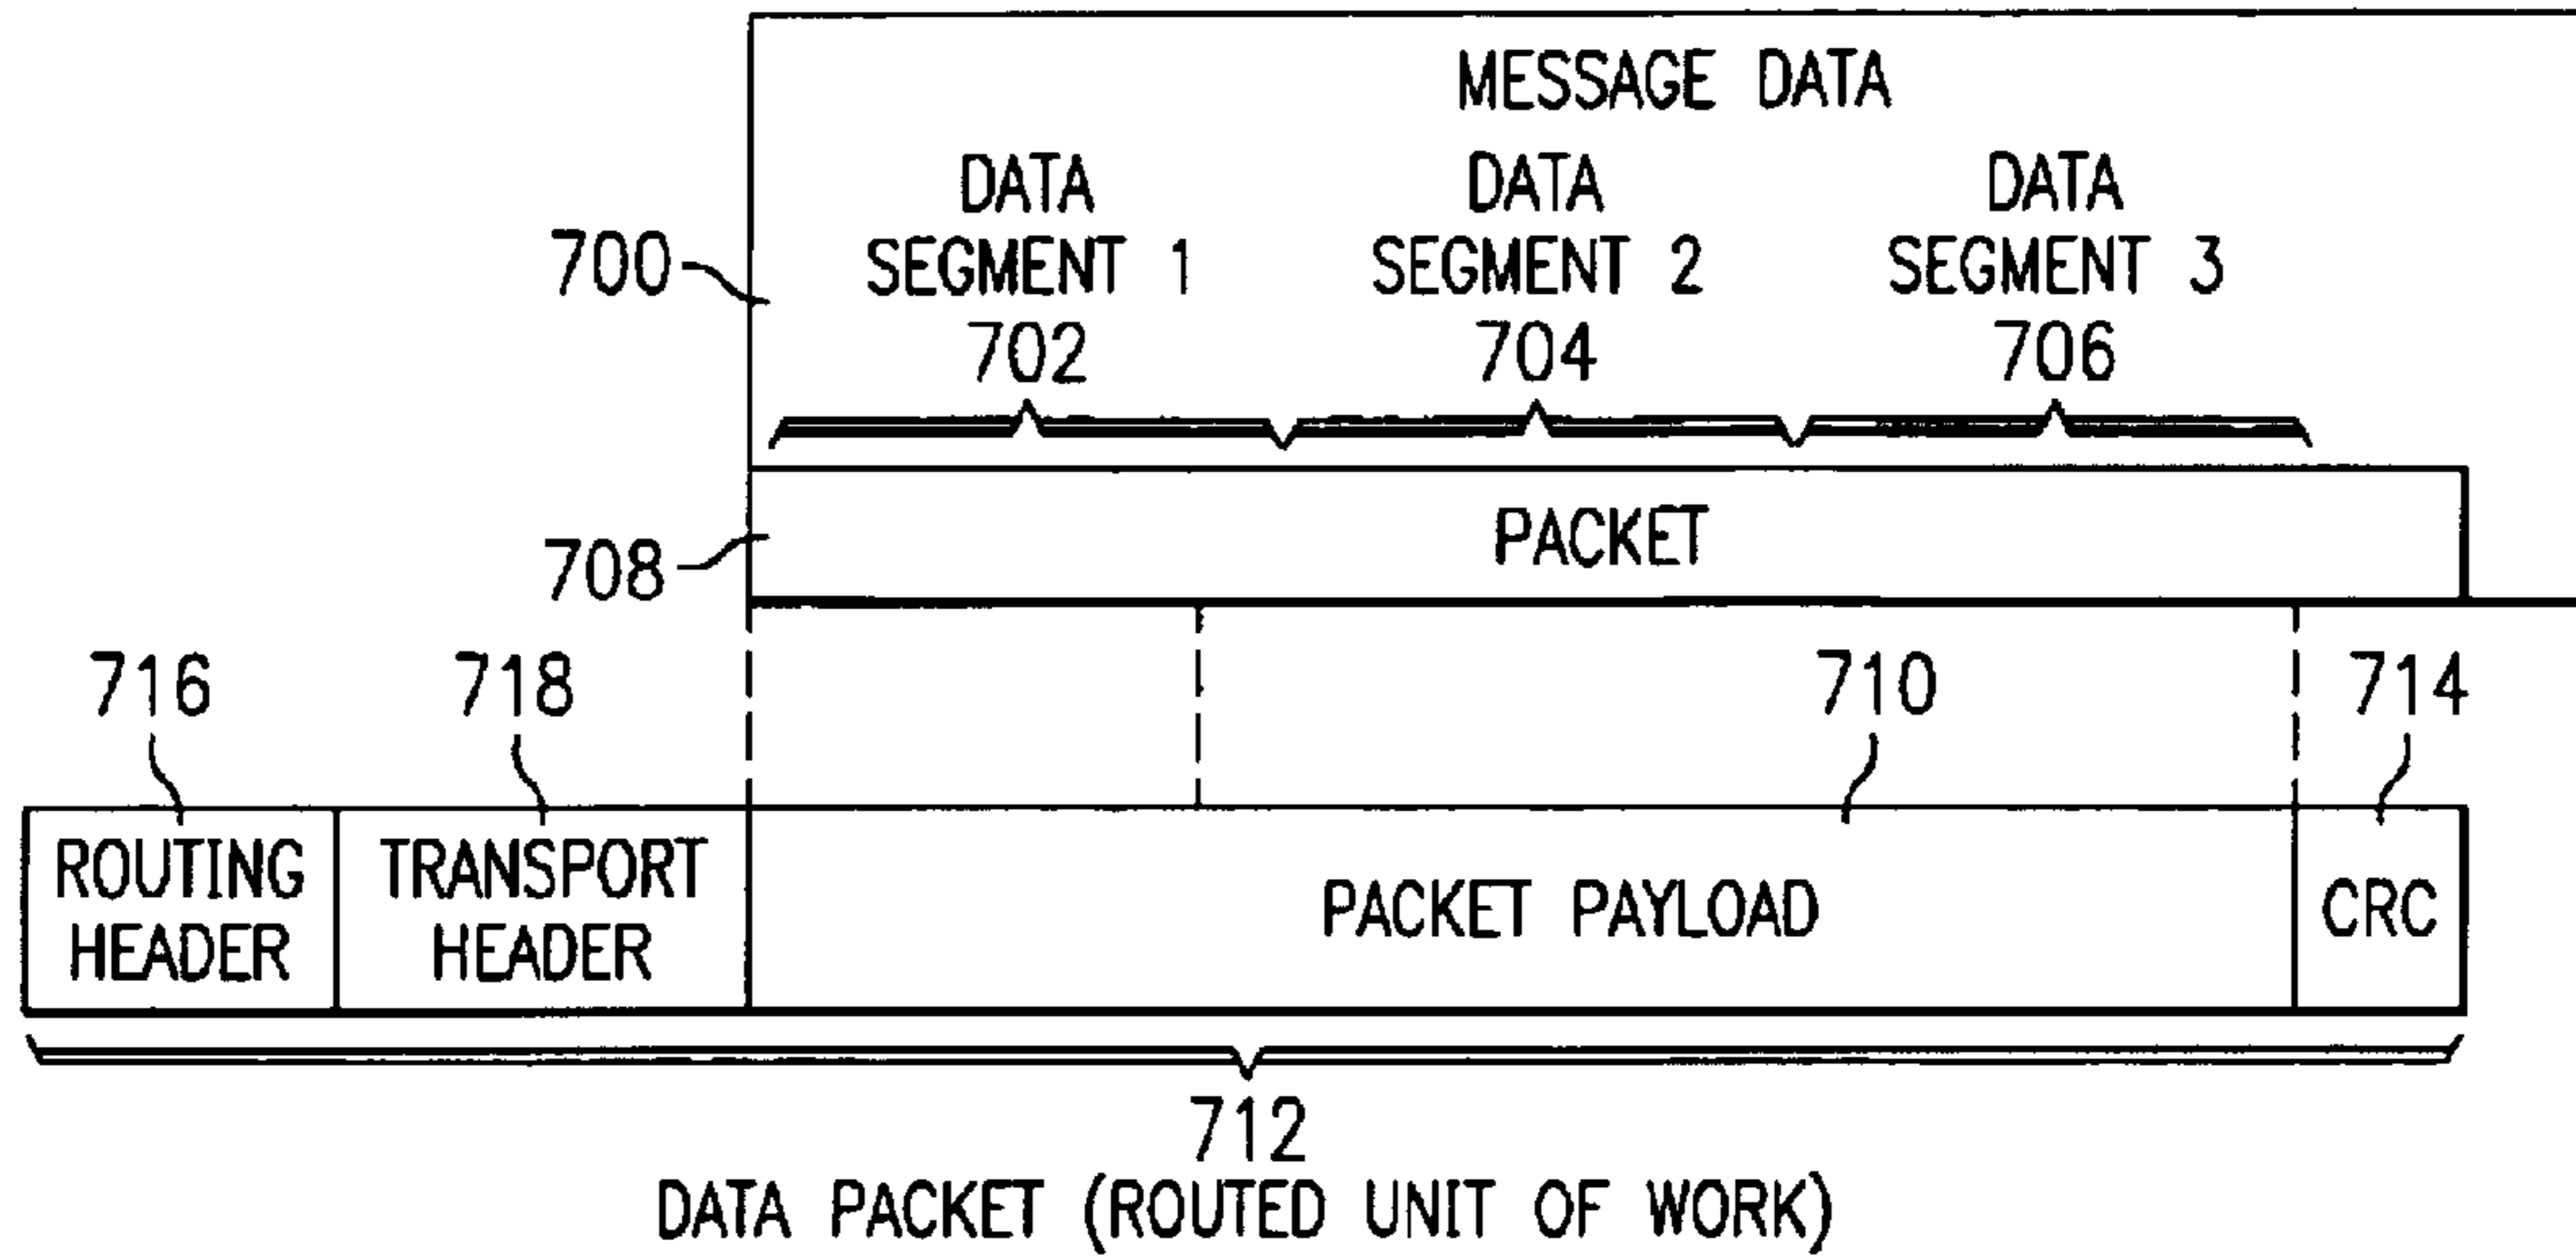 MESSAGE DATA
DATA SEGMENT 1
702
DATA SEGMENT 2
704
DATA SEGMENT 3
706
700
PACKET
708
716
718
710
714
ROUTING HEADER
TRANSPORT HEADER
PACKET PAYLOAD
CRC
712
DATA PACKET (ROUTED UNIT OF WORK)